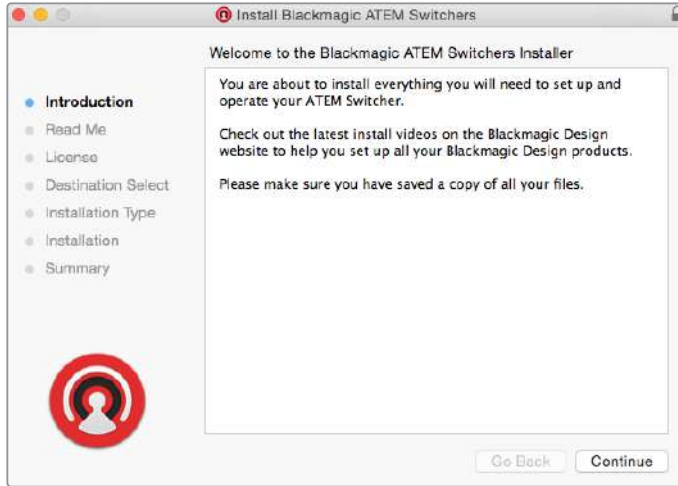 Install Blackmagic ATEM Switchers
Welcome to the Blackmagic ATEM Switchers Installer
Introduction
Read Me
License
Destination Select
Installation Type
Installation
Summary
You are about to install everything you will need to set up and
operate your ATEM Switcher.
Check out the latest install videos on the Blackmagic Design
website to help you set up all your Blackmagic Design products.
Please make sure you have saved a copy of all your files.
Go Back
Continue